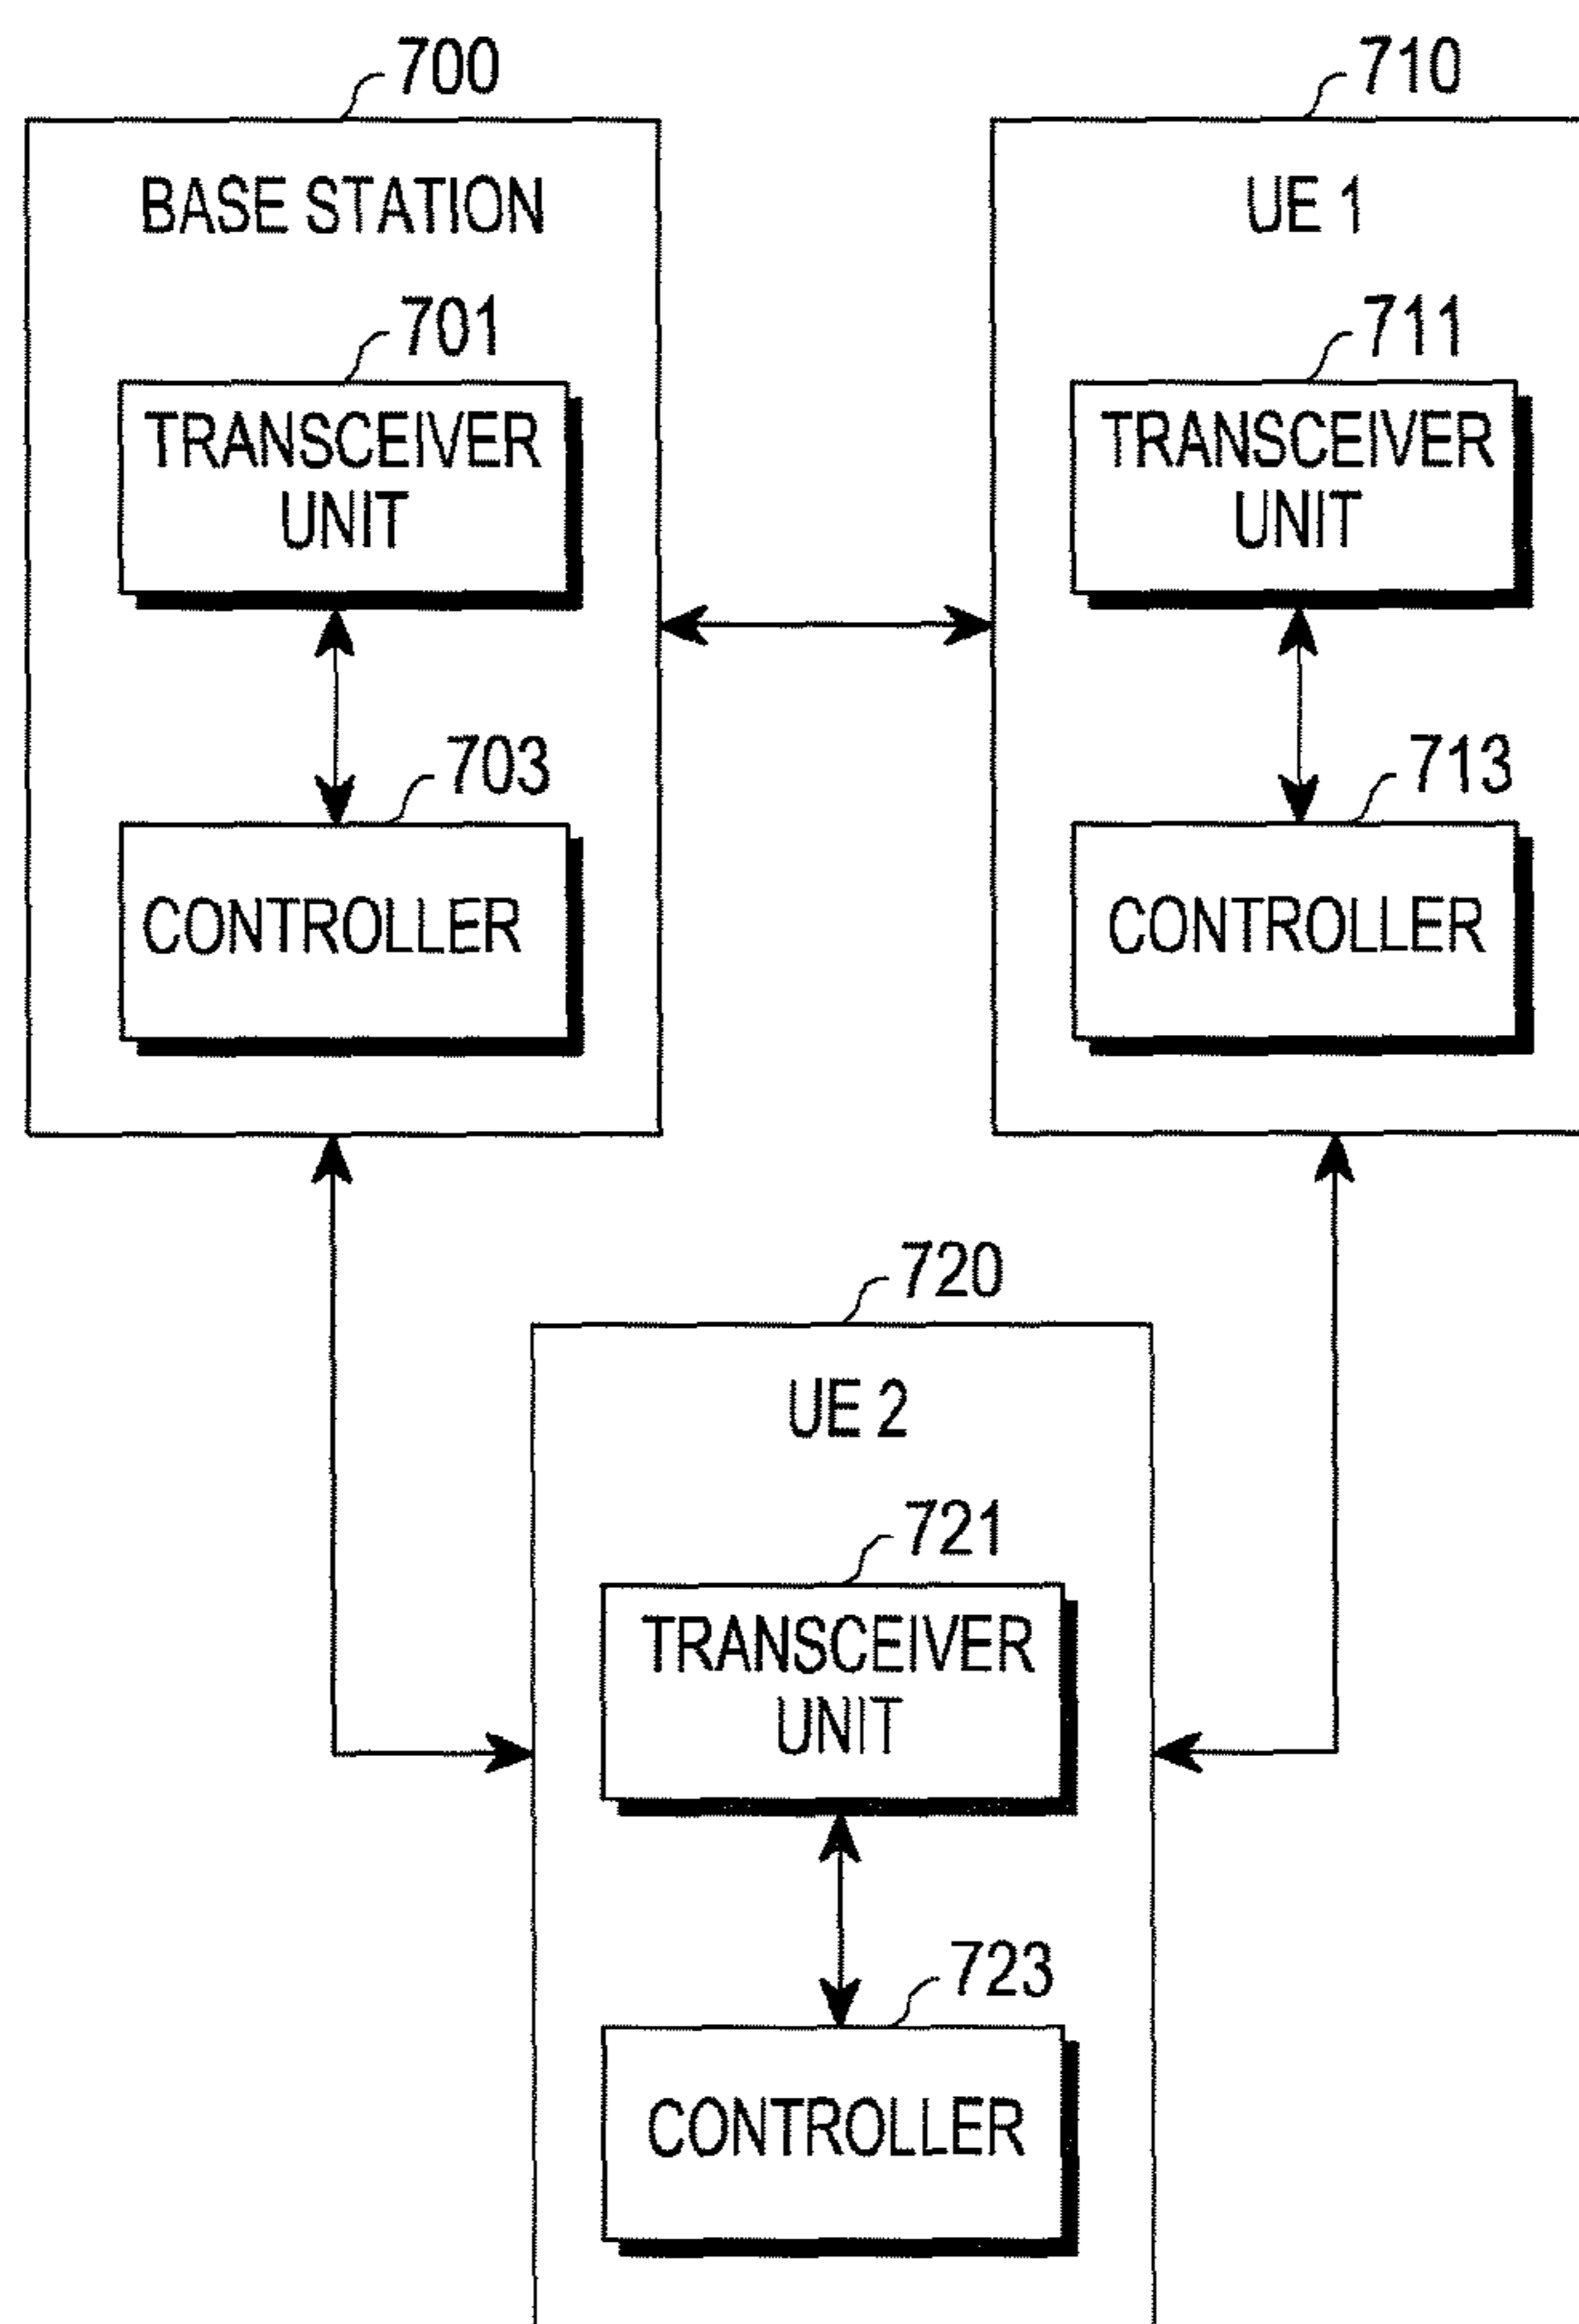 700
BASE STATION
701
TRANSCEIVER
UNIT
703
CONTROLLER
710
UE 1
711
TRANSCEIVER
UNIT
713
CONTROLLER
720
UE 2
721
TRANSCEIVER
UNIT
723
CONTROLLER